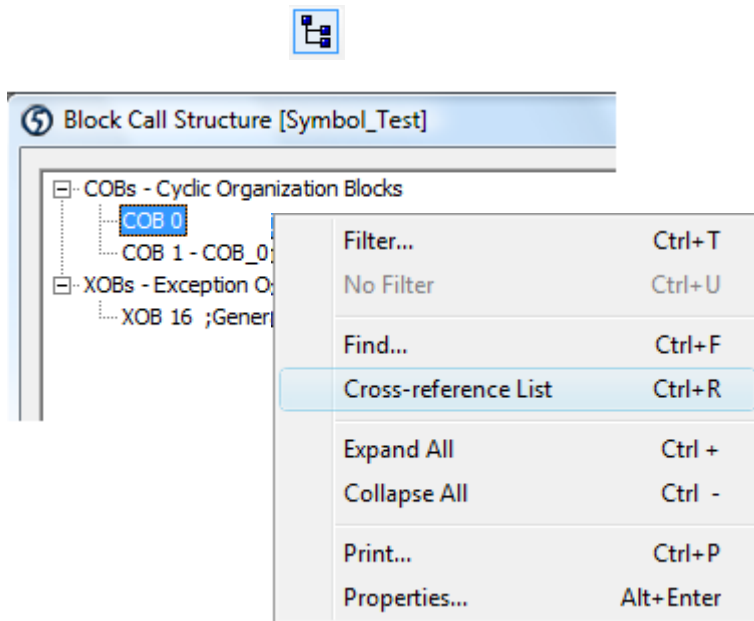 Block Call Structure [Symbol_Test]
COBs - Cyclic Organization Blocks
COB 0
COB 1 - COB_0;
XOBs - Exception O
XOB 16 ;Gener
Filter... Ctrl+T
No Filter Ctrl+U
Find... Ctrl+F
Cross-reference List Ctrl+R
Expand All Ctrl +
Collapse All Ctrl -
Print... Ctrl+P
Properties... Alt+Enter